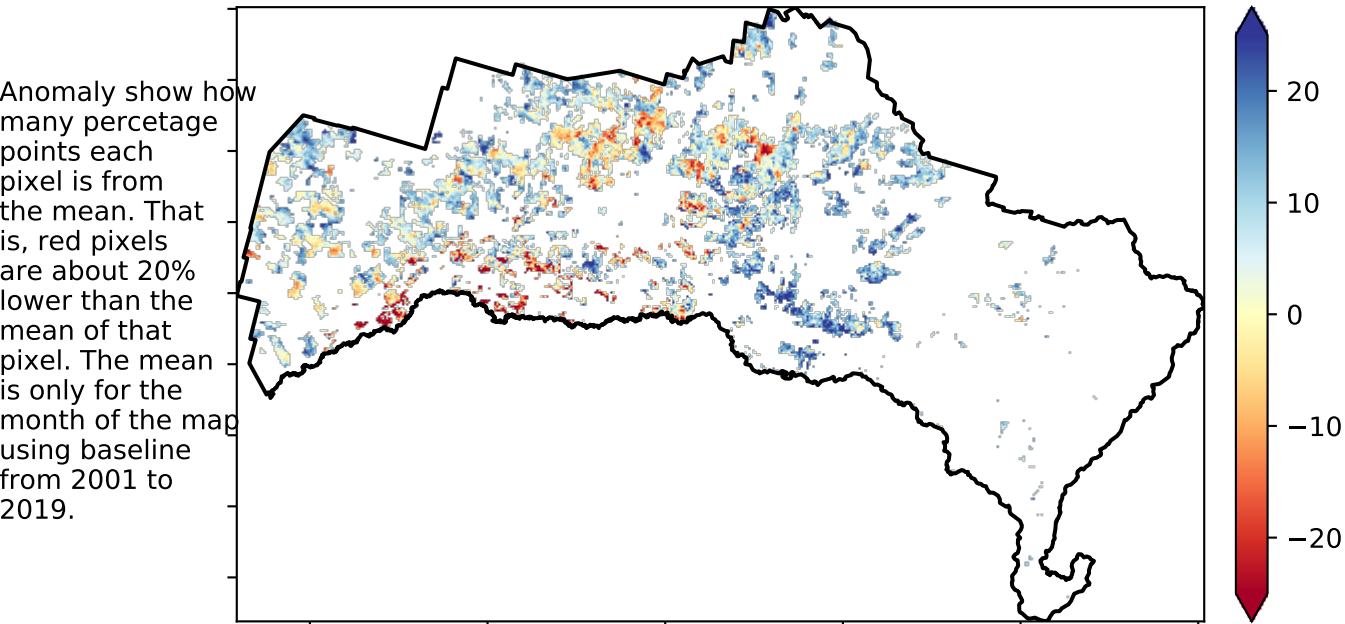 Anomaly show how
many percetage
points each
pixel is from
the mean. That
is, red pixels
are about 20%
lower than the
mean of that
pixel. The mean
is only for the
month of the map
using baseline
from 2001 to
2019.
20
10
0
−10
−20